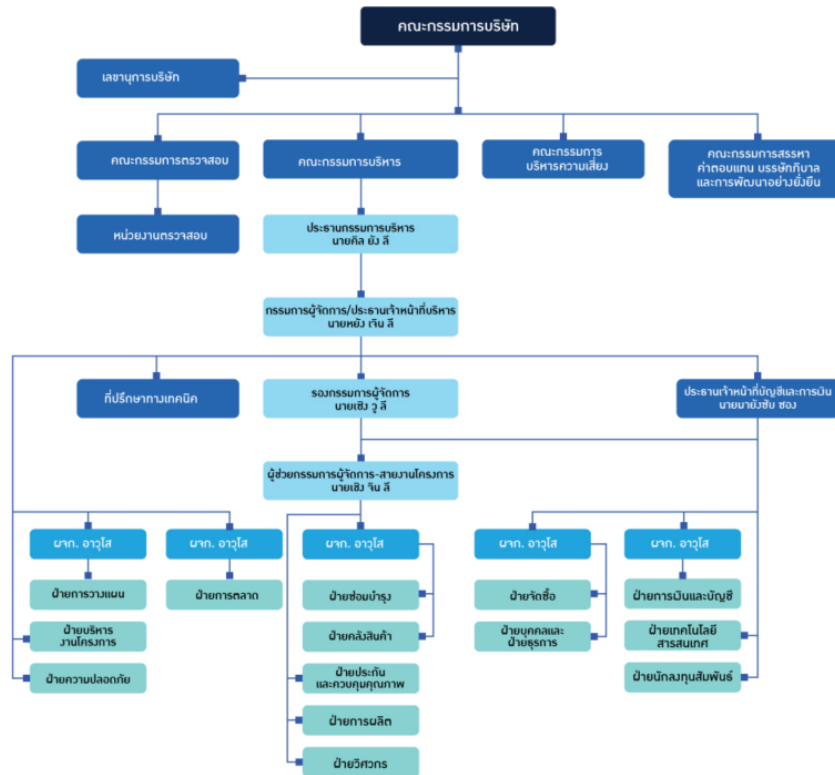 คณะกรรมการบริษัท
เลขานุการบริษัท
คณะกรรมการตรวจสอบ
คณะกรรมการบริหาร
คณะกรรมการ
บริหารความเสี่ยง
คณะกรรมการสรรหา
ค่าตอบแทน บรรษัทภิบาล
และการพัฒนาอย่างยั่งยืน
หน่วยงานตรวจสอบ
ประธานกรรมการบริหาร
นายคิล ยัง ลี
กรรมการผู้จัดการ/ประธานเจ้าหน้าที่บริหาร
นายหยัง เจิน ลี
ที่ปรึกษาทางเทคนิค
รองกรรมการผู้จัดการ
นายเชิง วู ลี
ประธานเจ้าหน้าที่บัญชีและการเงิน
นายมายังซับ ซอง
ผู้ช่วยกรรมการผู้จัดการ-สายงานโครงการ
นายเชิง จิน ลี
ผจก. อาวุโส
ผจก. อาวุโส
ผจก. อาวุโส
ผจก. อาวุโส
ผจก. อาวุโส
ฝ่ายการวางแผน
ฝ่ายการตลาด
ฝ่ายซ่อมบำรุง
ฝ่ายจัดซื้อ
ฝ่ายการเงินและบัญชี
ฝ่ายบริหาร
งานโครงการ
ฝ่ายคลังสินค้า
ฝ่ายบุคคลและ
ฝ่ายธุรการ
ฝ่ายเทคโนโลยี
สารสนเทศ
ฝ่ายความปลอดภัย
ฝ่ายประกัน
และควบคุมคุณภาพ
ฝ่ายนักลงทุนสัมพันธ์
ฝ่ายการผลิต
ฝ่ายวิศวกร